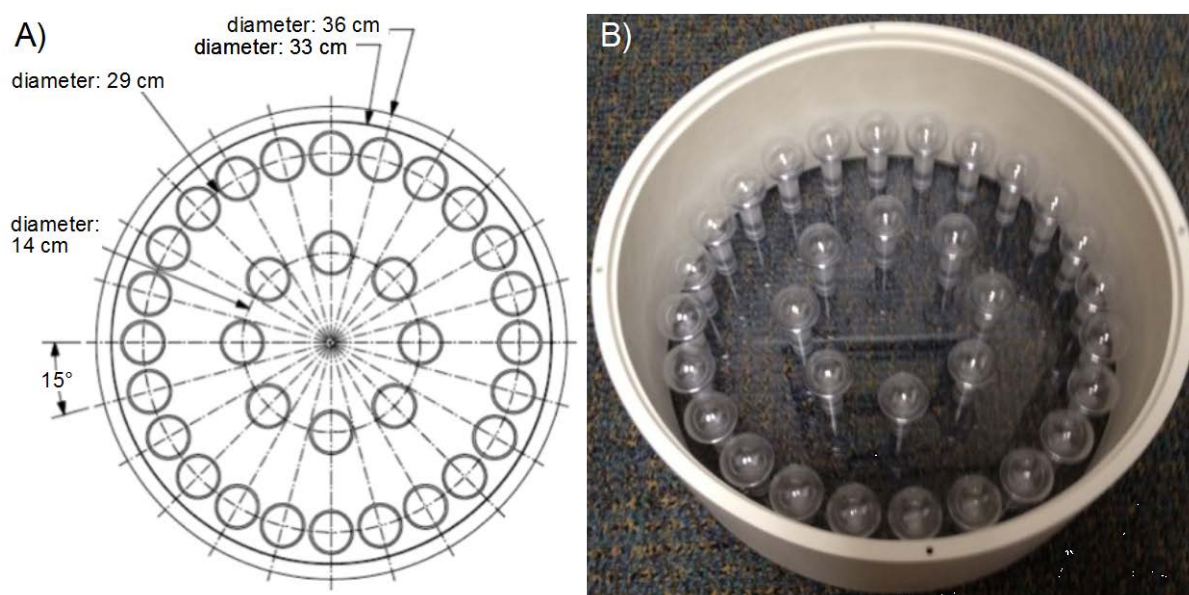 A)
diameter: 36 cm
diameter: 33 cm
diameter: 29 cm
diameter:
14 cm
15°
B)